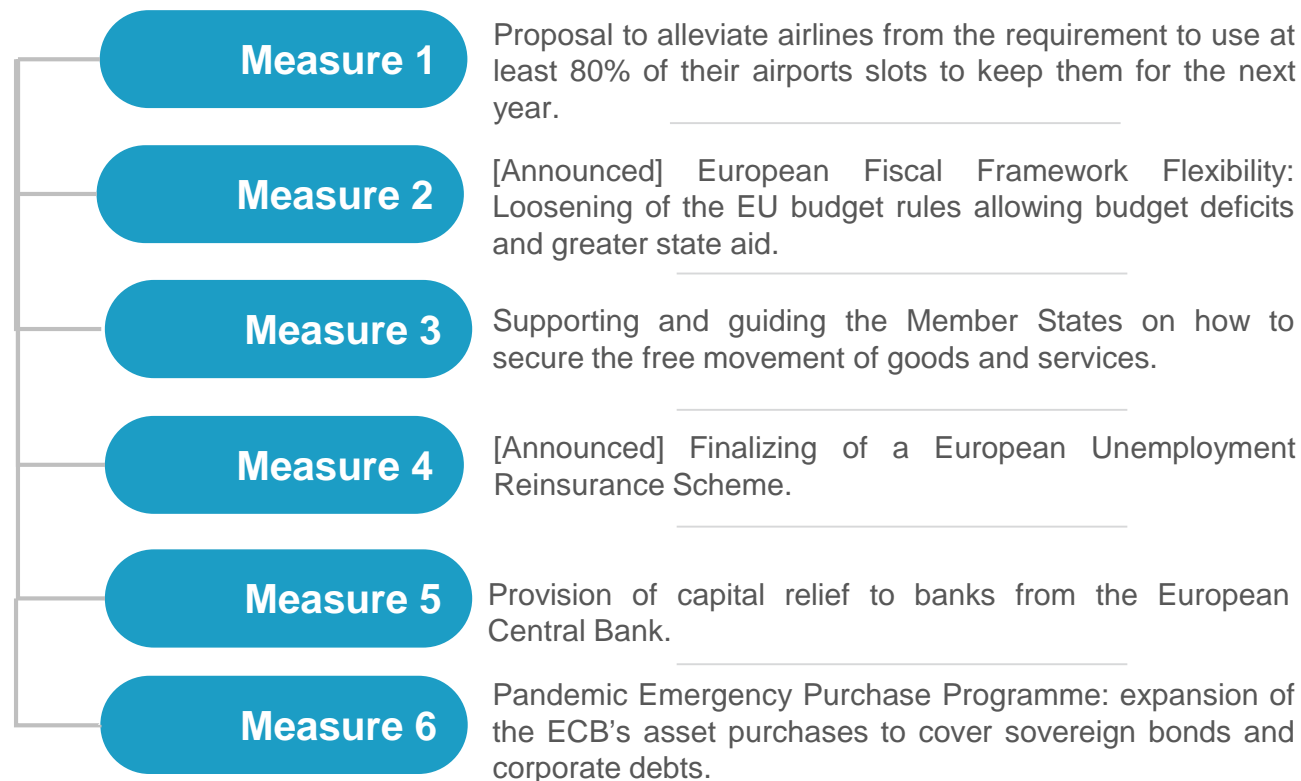 Measure 1
Proposal to alleviate airlines from the requirement to use at
least 80% of their airports slots to keep them for the next
year.
Measure 2
[Announced] European Fiscal Framework Flexibility:
Loosening of the EU budget rules allowing budget deficits
and greater state aid.
Measure 3
Supporting and guiding the Member States on how to
secure the free movement of goods and services.
Measure 4
[Announced] Finalizing of a European Unemployment
Reinsurance Scheme.
Measure 5
Provision of capital relief to banks from the European
Central Bank.
Measure 6
Pandemic Emergency Purchase Programme: expansion of
the ECB's asset purchases to cover sovereign bonds and
corporate debts.